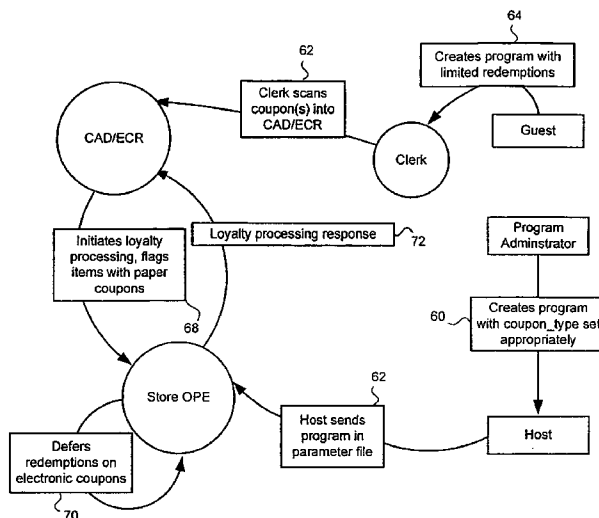 64
Creates program with
limited redemptions
62
Clerk scans
coupon(s) into
CAD/ECR
Guest
CAD/ECR
Clerk
Loyalty processing response
72
Initiates loyalty
processing, flags
items with paper
coupons
68
Program
Adminstrator
60
Creates program
with coupon_type set
appropriately
Store OPE
62
Host sends
program in
parameter file
Host
Defers
redemptions on
electronic coupons
70